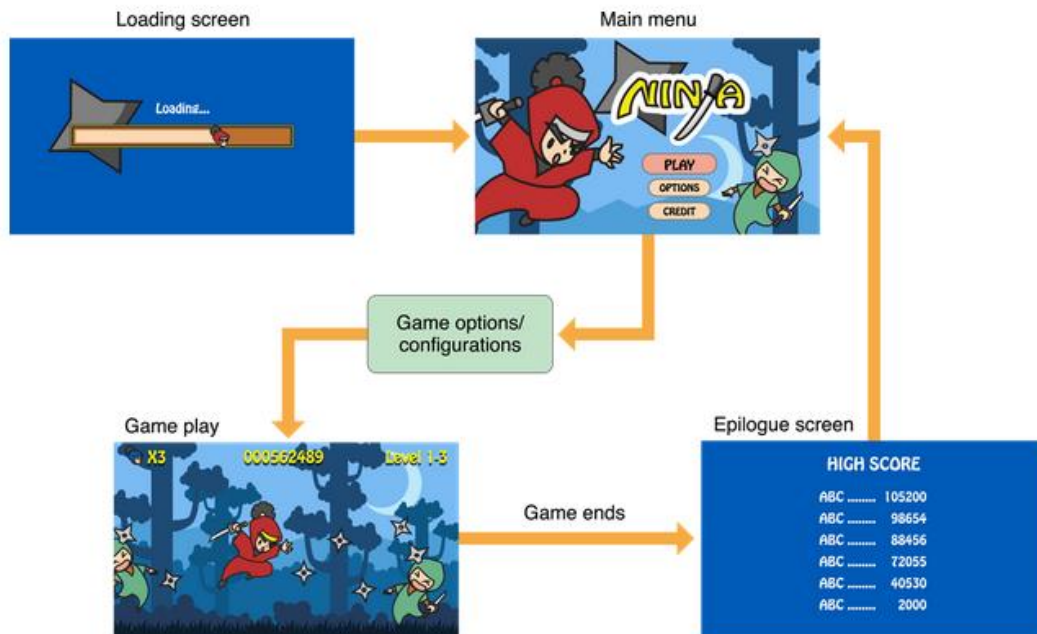 Loading screen
Loading...
Main menu
NINJA
PLAY
OPTIONS
CREDIT
Game options/
configurations
Game play
X3
000562489
Level 1-3
Game ends
Epilogue screen
HIGH SCORE
ABC ......... 105200
ABC ......... 98654
ABC ......... 88456
ABC ......... 72055
ABC ......... 40530
ABC ......... 2000